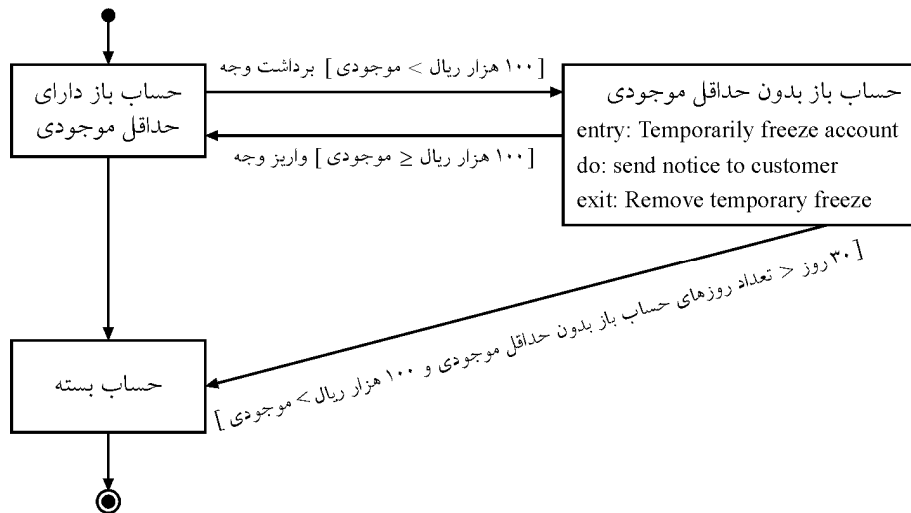 [۱۰۰ هزار ریال > موجودی ] برداشت وجه
حساب باز دارای
حداقل موجودی
[۱۰۰ هزار ریال ≤ موجودی ] واریز وجه
حساب باز بدون حداقل موجودی
entry: Temporarily freeze account
do: send notice to customer
exit: Remove temporary freeze
[۳۰ روز < تعداد روزهای حساب باز بدون حداقل موجودی و ۱۰۰ هزار ریال > موجودی ]
حساب بسته